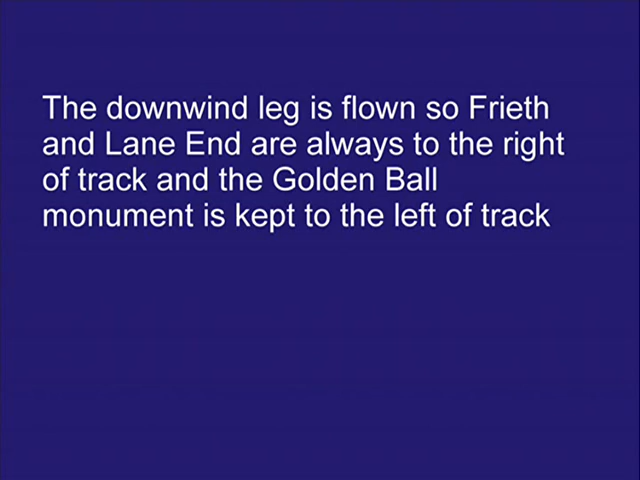 The downwind leg is flown so Frieth
and Lane End are always to the right
of track and the Golden Ball
monument is kept to the left of track